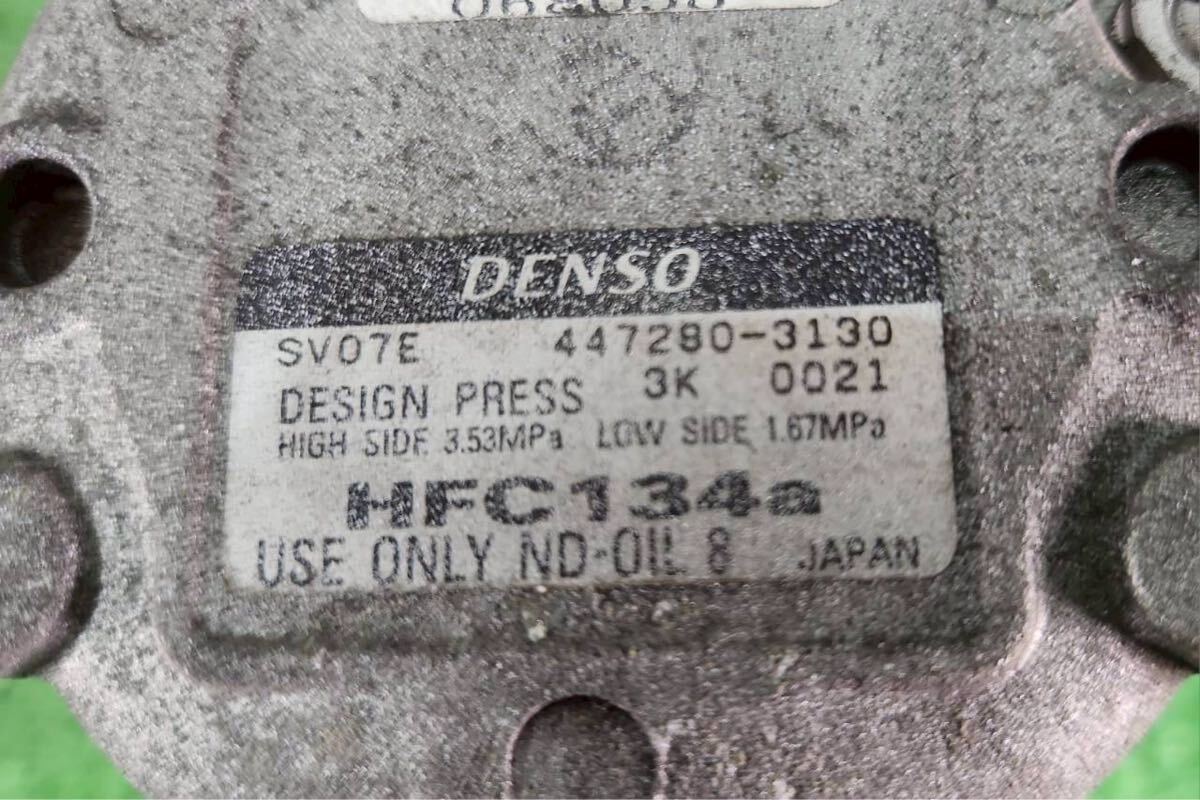 DENSO
SV07E 447280-3130
DESIGN PRESS 3K 0021
HIGH SIDE 3.53MPa LOW SIDE 1.67MPa
HFC134a
USE ONLY ND-OIL 8 JAPAN